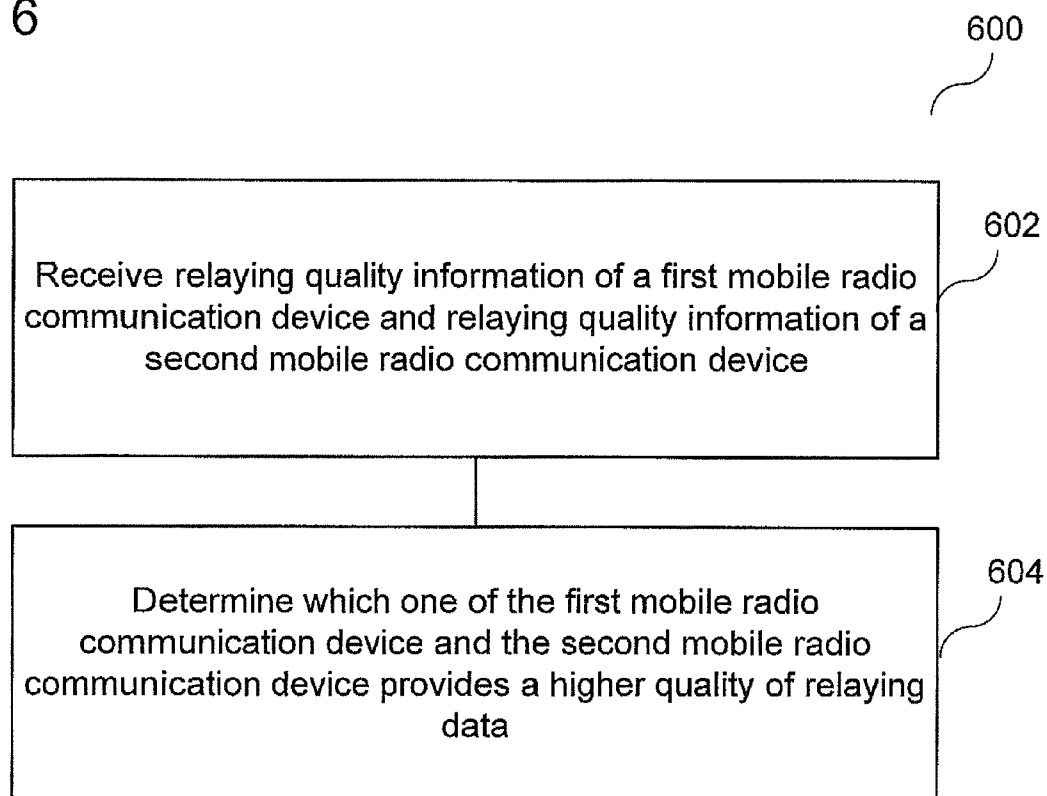 6
600
602
Receive relaying quality information of a first mobile radio
communication device and relaying quality information of a
second mobile radio communication device
604
Determine which one of the first mobile radio
communication device and the second mobile radio
communication device provides a higher quality of relaying
data